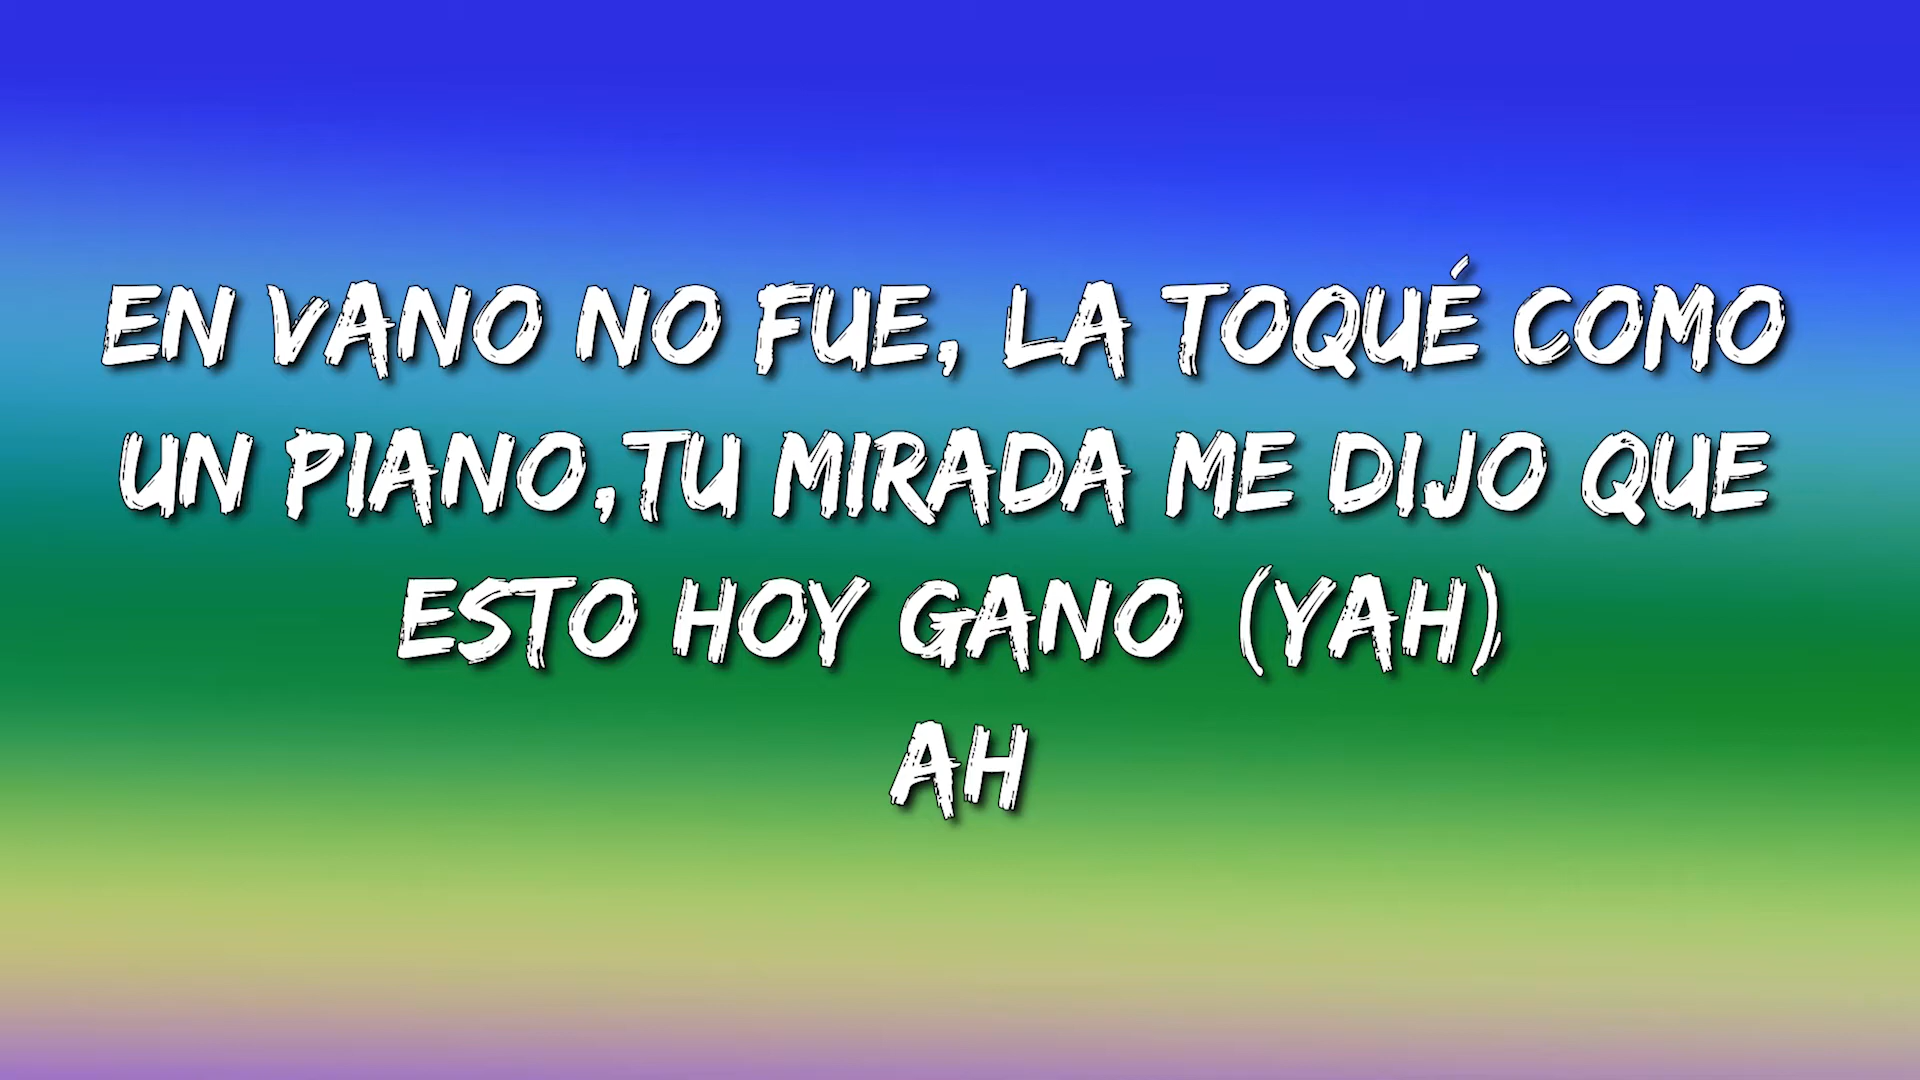 EN VANO NO FUE, LA TOQUÉ COMO
UN PIANO,TU MIRADA ME DIJO QUE
ESTO HOY GANO (YAH)
AH